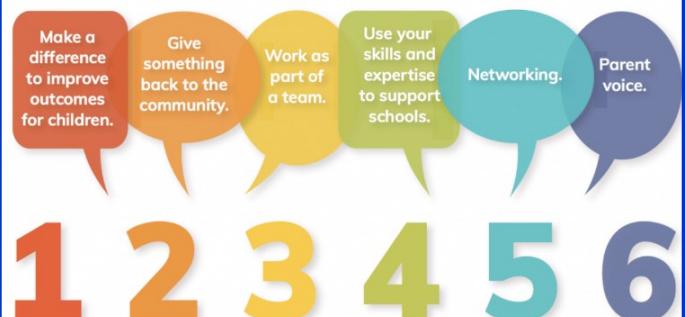 Make a
difference
to improve
outcomes
for children.
Give
something
back to the
community.
Work as
part of
a team.
Use your
skills and
expertise
to support
schools.
Networking.
Parent
voice.
1 2 3 4 5 6